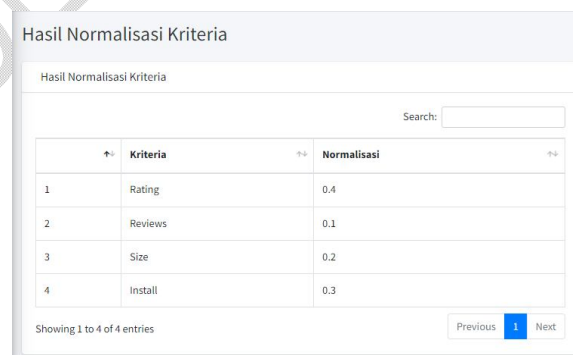 Hasil Normalisasi Kriteria
Hasil Normalisasi Kriteria
Search:
Kriteria Normalisasi
1 Rating 0.4
2 Reviews 0.1
3 Size 0.2
4 Install 0.3
Showing 1 to 4 of 4 entries
Previous 1 Next